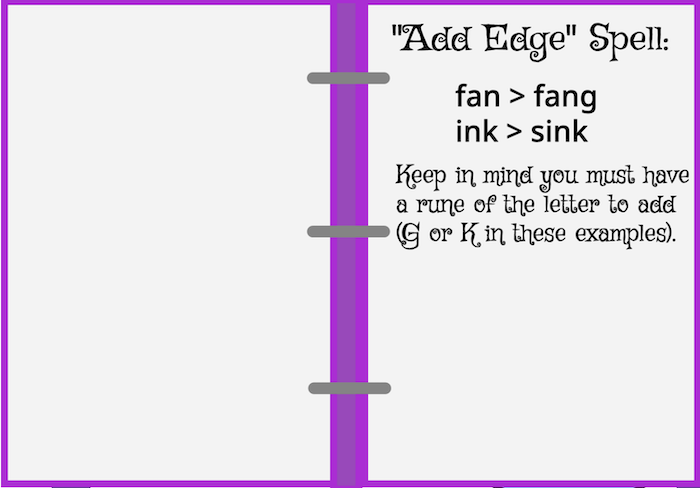 "Add Edge" Spell:
fan > fang
ink > sink
Keep in mind you must have
a rune of the letter to add
(G or K in these examples).